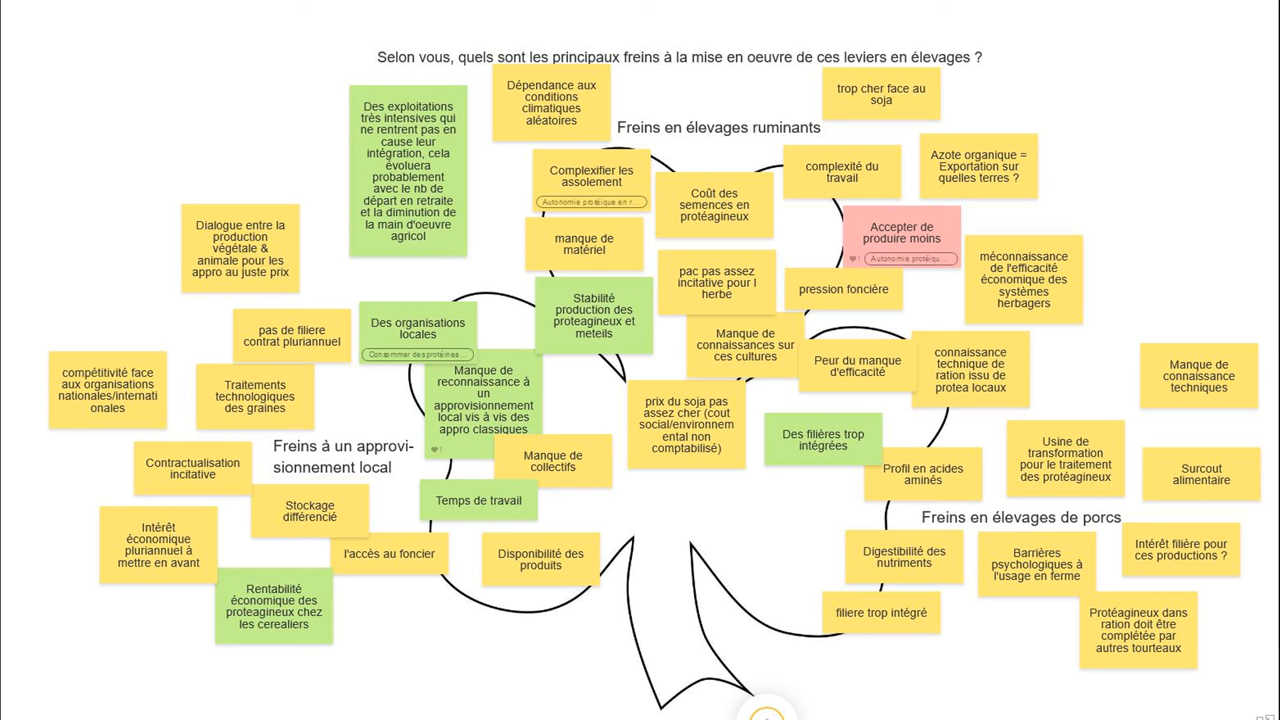 Selon vous, quels sont les principaux freins à la mise en oeuvre de ces leviers en élevages ?
Dépendance aux
conditions
climatiques
aléatoires
trop cher face au
soja
Des exploitations
très intensives qui
ne rentrent pas en
cause leur
intégration, cela
évoluera
probablement
avec le nb de
départ en retraite
et la diminution de
la main d'oeuvre
agricol
Freins en élevages ruminants
Complexifier les
assolement
Autonomie protéique en r...
Coût des
semences en
protéagineux
complexité du
travail
Azote organique =
Exportation sur
quelles terres ?
Dialogue entre la
production
végétale &
animale pour les
appro au juste prix
manque de
matériel
Accepter de
produire moins
1
Autonomie protéiqu...
pac pas assez
incitative pour l
herbe
pression foncière
méconnaissance
de l'efficacité
économique des
systèmes
herbagers
Stabilité
production des
proteagineux et
meteils
Des organisations
locales
Consommer des protéines ...
pas de filiere
contrat pluriannuel
Manque de
connaissances sur
ces cultures
Peur du manque
d'efficacité
connaissance
technique de
ration issu de
protea locaux
Manque de
connaissance
techniques
compétitivité face
aux organisations
nationales/internati
onales
Traitements
technologiques
des graines
Manque de
reconnaissance à
un
approvisionnement
local vis à vis des
appro classiques
1
prix du soja pas
assez cher (cout
social/environnem
ental non
comptabilisé)
Des filières trop
intégrées
Freins à un approvi-
sionnement local
Contractualisation
incitative
Manque de
collectifs
Profil en acides
aminés
Usine de
transformation
pour le traitement
des protéagineux
Surcout
alimentaire
Stockage
différencié
Temps de travail
Freins en élevages de porcs
Intérêt
économique
pluriannuel à
mettre en avant
l'accès au foncier
Disponibilité des
produits
Digestibilité des
nutriments
Barrières
psychologiques à
l'usage en ferme
Intérêt filière pour
ces productions ?
Rentabilité
économique des
proteagineux chez
les cerealiers
filiere trop intégré
Protéagineux dans
ration doit être
complétée par
autres tourteaux